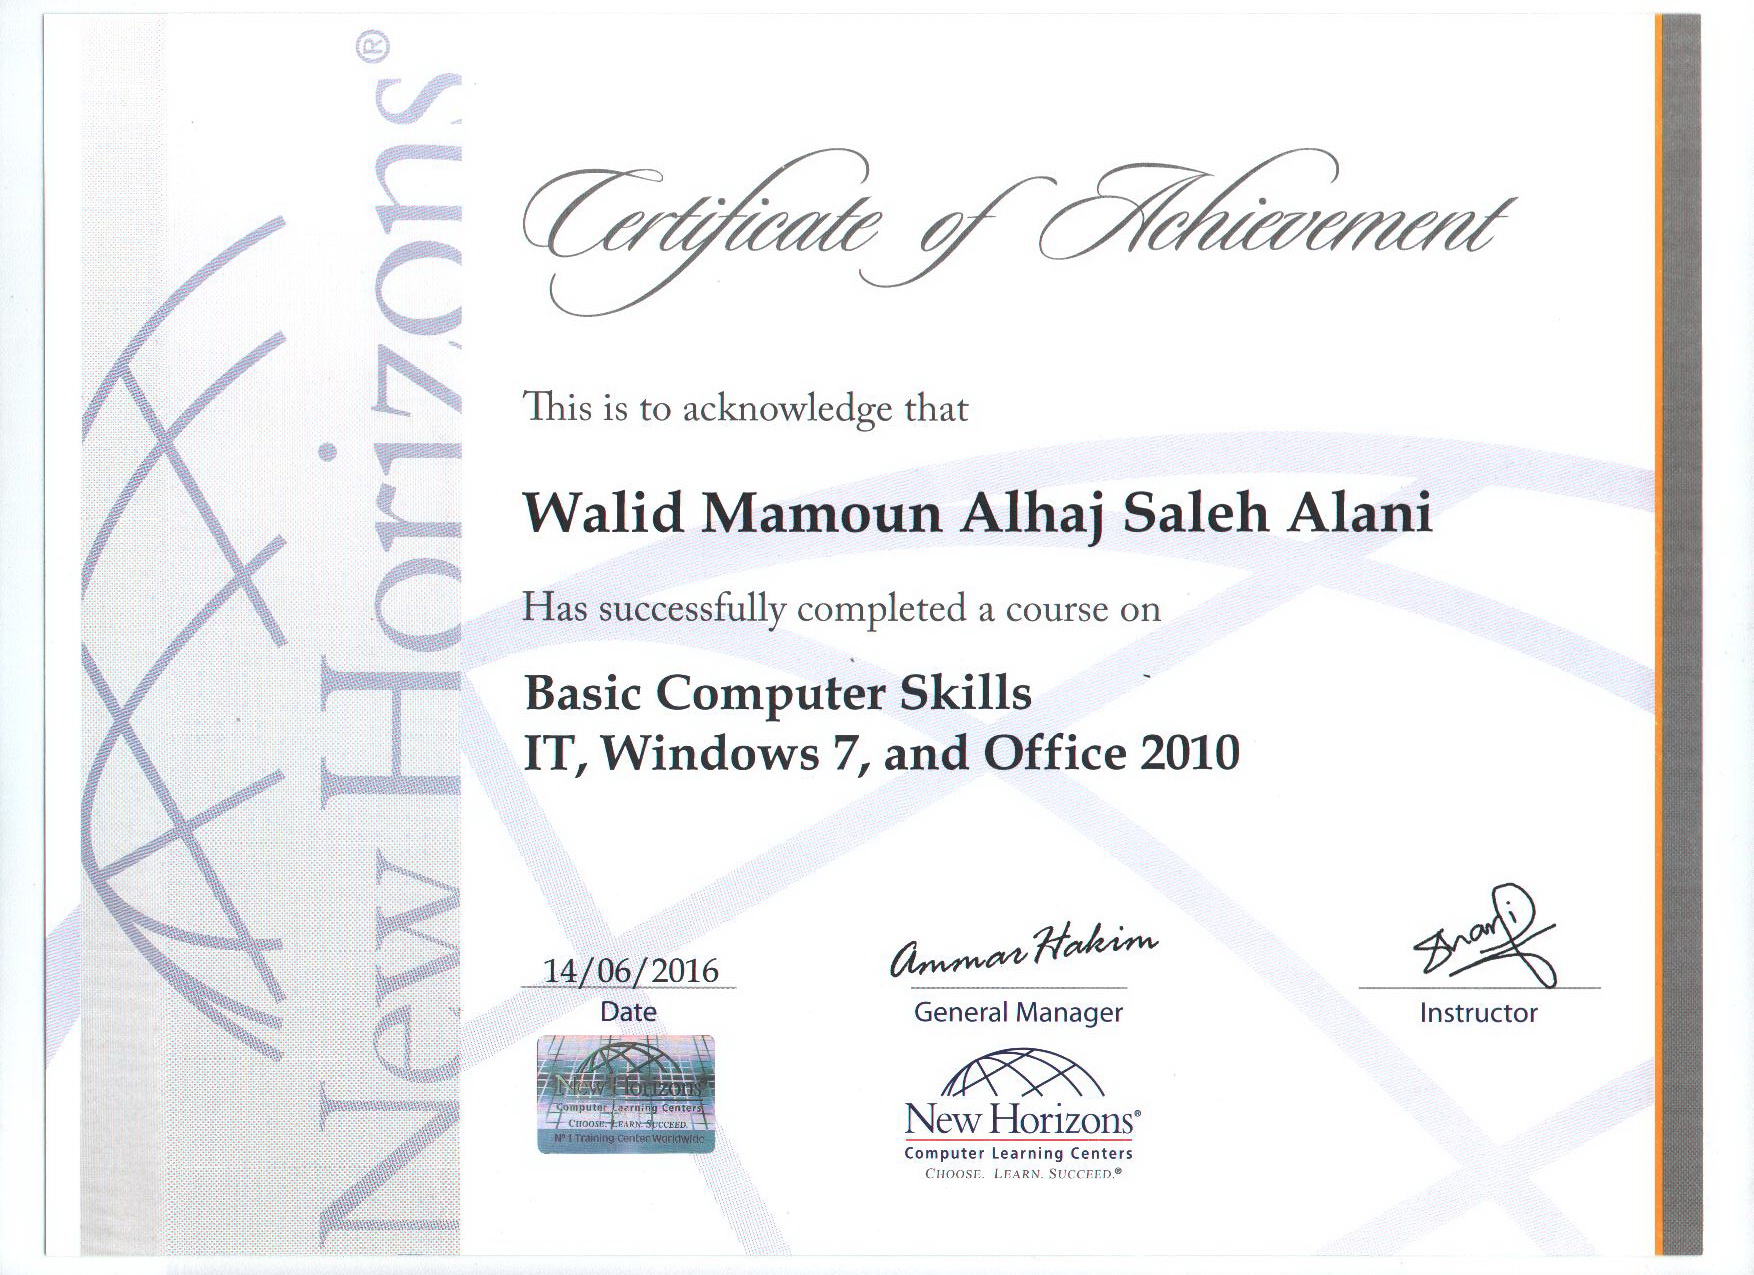 New Horizons®
Certificate of Achievement
This is to acknowledge that
Walid Mamoun Alhaj Saleh Alani
Has successfully completed a course on
Basic Computer Skills
IT, Windows 7, and Office 2010
14/06/2016
Date
Ammar Hakim
General Manager
Instructor
New Horizons®
Computer Learning Centers
CHOOSE. LEARN. SUCCEED.
Nº 1 Training Center Worldwide
New Horizons®
Computer Learning Centers
CHOOSE. LEARN. SUCCEED.®